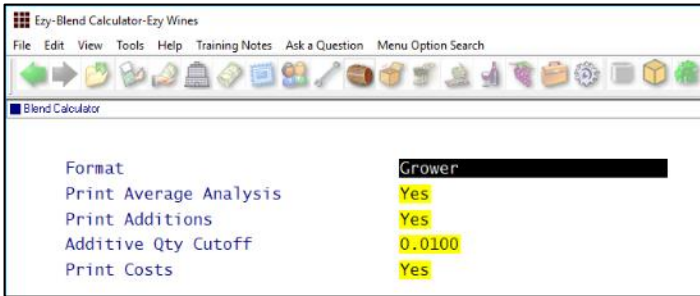 Ezy-Blend Calculator-Ezy Wines
File Edit View Tools Help Training Notes Ask a Question Menu Option Search
Blend Calculator
Format Grower
Print Average Analysis Yes
Print Additions Yes
Additive Qty Cutoff 0.0100
Print Costs Yes